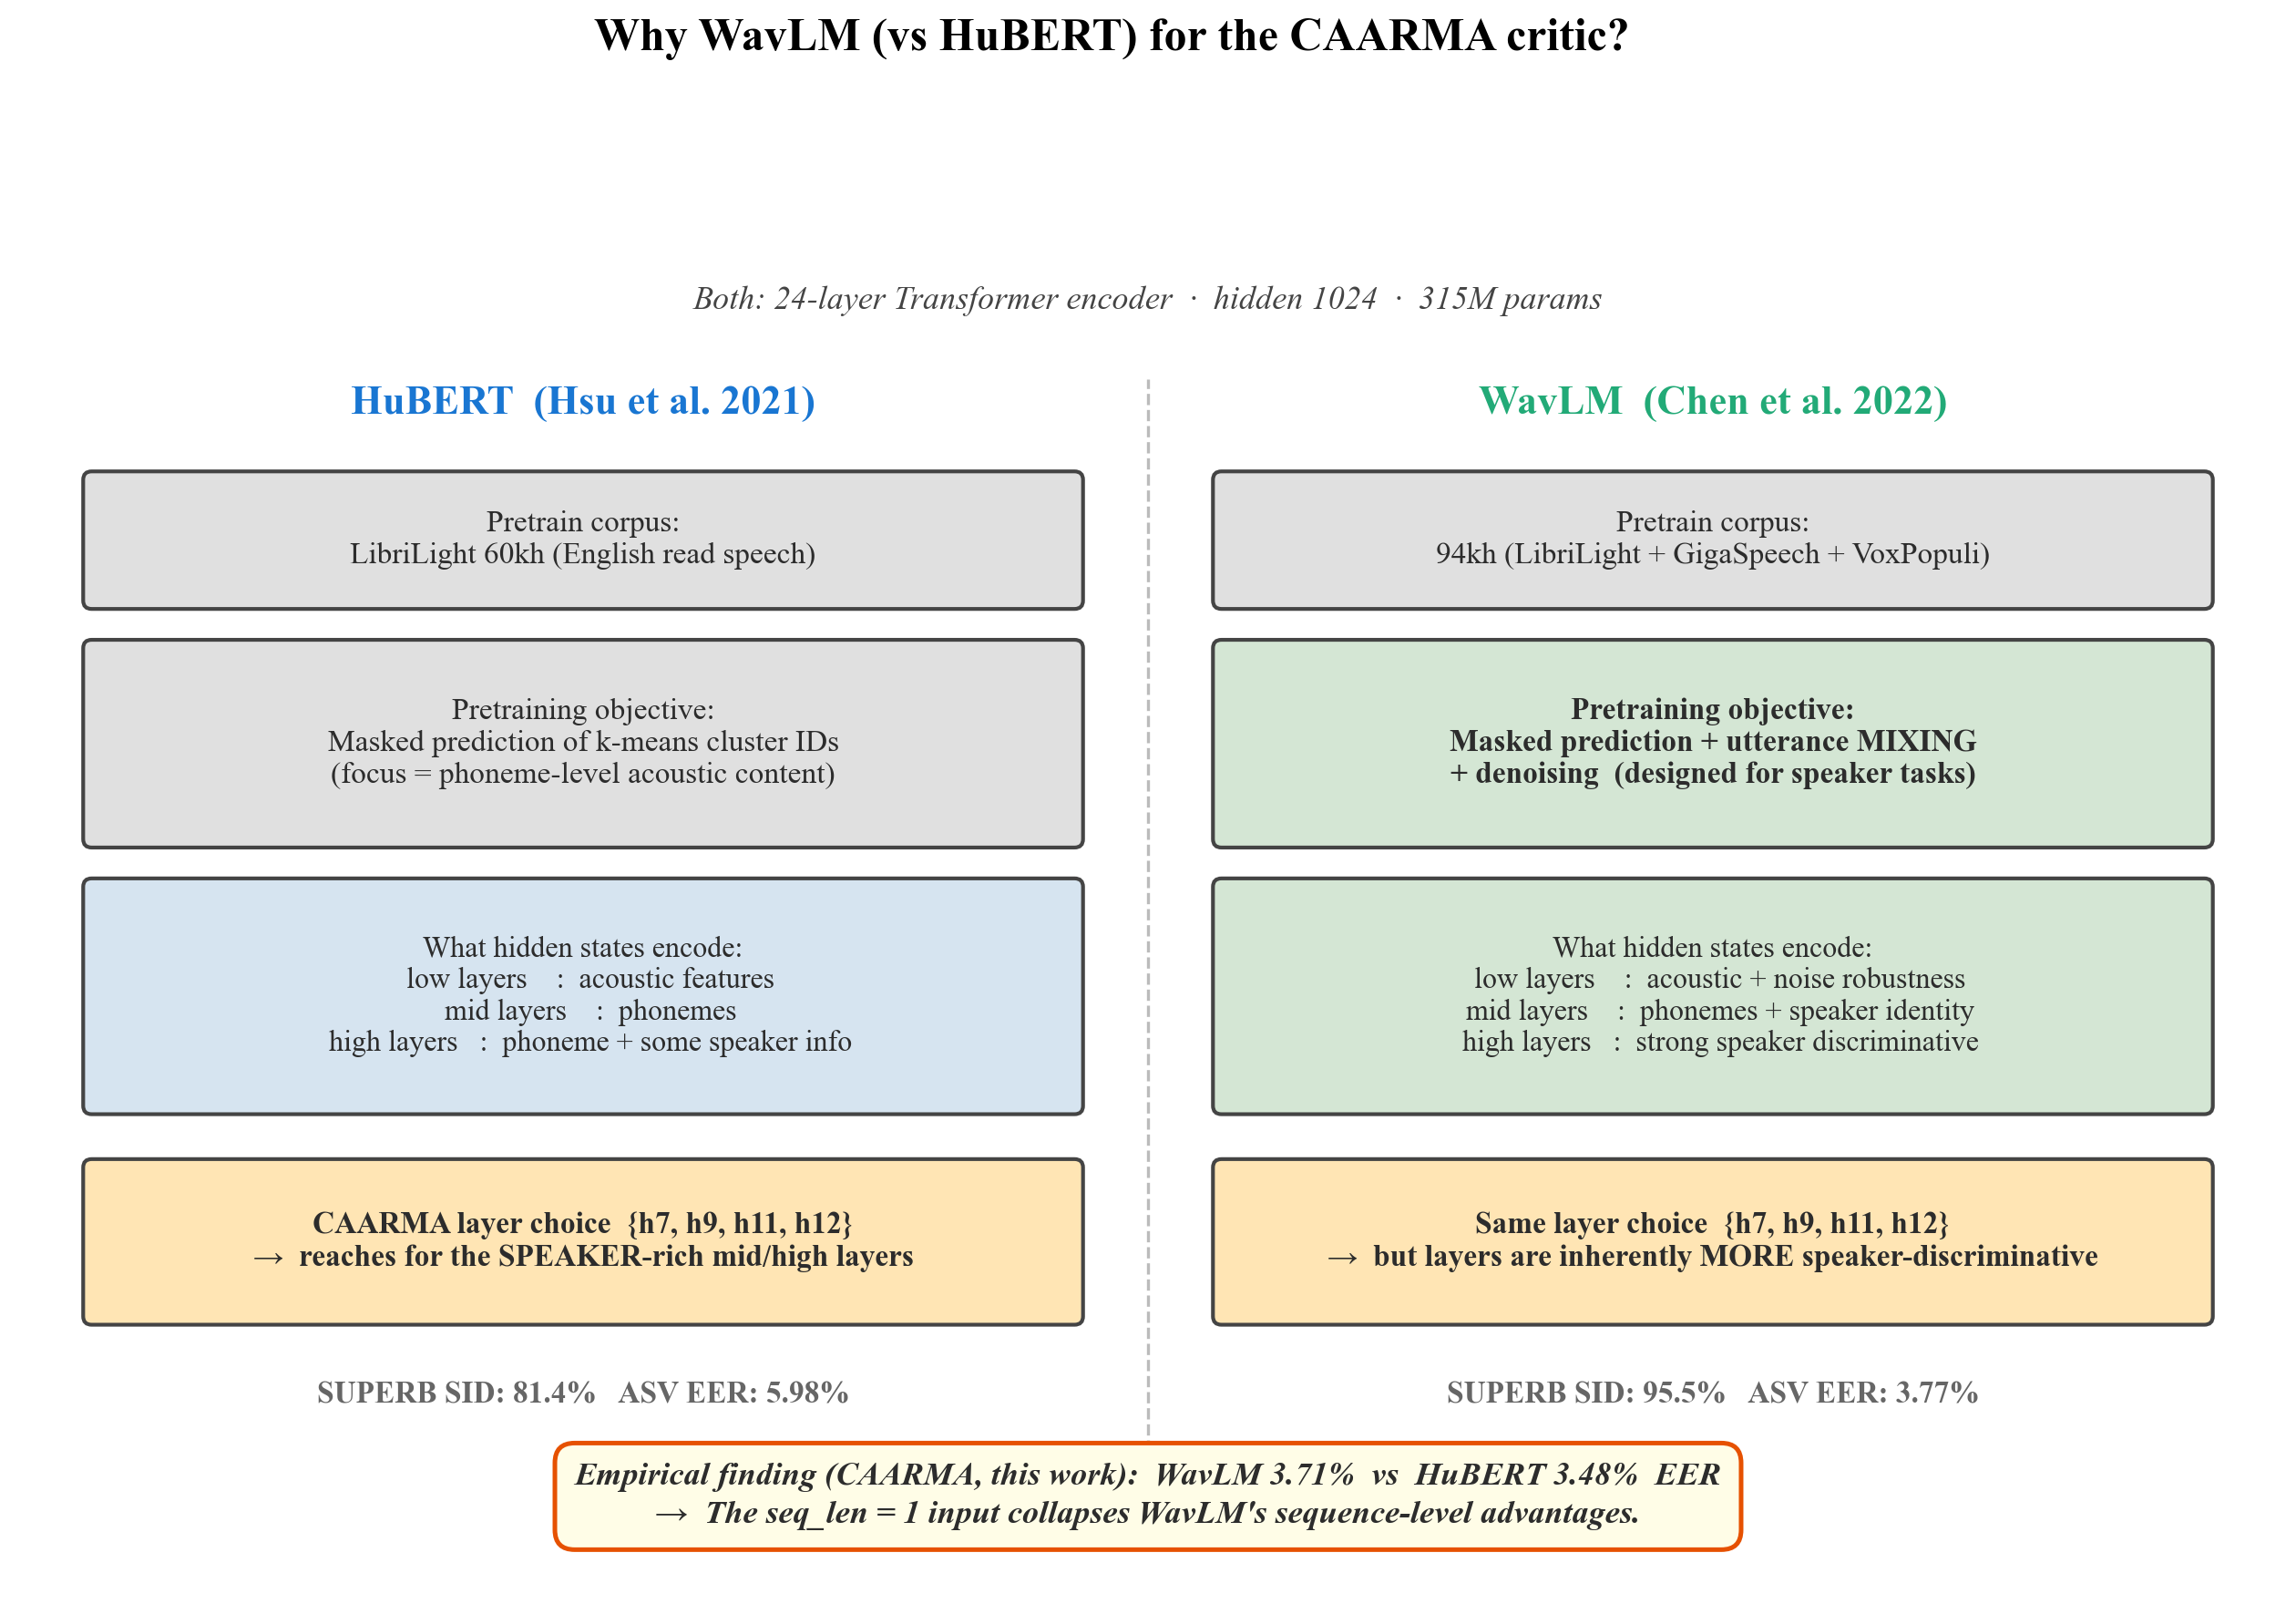 Why WavLM (vs HuBERT) for the CAARMA critic?
Both: 24-layer Transformer encoder · hidden 1024 · 315M params
HuBERT (Hsu et al. 2021)
Pretrain corpus:
LibriLight 60kh (English read speech)
Pretraining objective:
Masked prediction of k-means cluster IDs
(focus = phoneme-level acoustic content)
What hidden states encode:
low layers : acoustic features
mid layers : phonemes
high layers : phoneme + some speaker info
CAARMA layer choice {h7, h9, h11, h12}
→ reaches for the SPEAKER-rich mid/high layers
SUPERB SID: 81.4% ASV EER: 5.98%
WavLM (Chen et al. 2022)
Pretrain corpus:
94kh (LibriLight + GigaSpeech + VoxPopuli)
Pretraining objective:
Masked prediction + utterance MIXING
+ denoising (designed for speaker tasks)
What hidden states encode:
low layers : acoustic + noise robustness
mid layers : phonemes + speaker identity
high layers : strong speaker discriminative
Same layer choice {h7, h9, h11, h12}
→ but layers are inherently MORE speaker-discriminative
SUPERB SID: 95.5% ASV EER: 3.77%
Empirical finding (CAARMA, this work): WavLM 3.71% vs HuBERT 3.48% EER
→ The seq_len = 1 input collapses WavLM's sequence-level advantages.